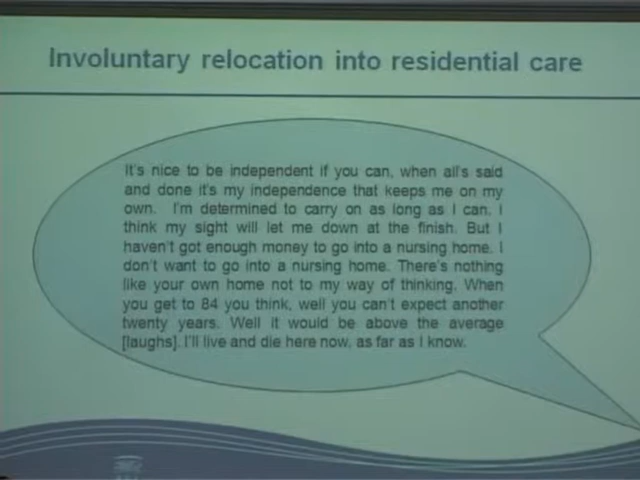 Involuntary relocation into residential care
It's nice to be independent if you can, when all's said
and done it's my independence that keeps me on my
own. I'm determined to carry on as long as I can. I
think my sight will let me down at the finish. But I
haven't got enough money to go into a nursing home. I
don't want to go into a nursing home. There's nothing
like your own home not to my way of thinking. When
you get to 84 you think, well you can't expect another
twenty years. Well it would be above the average
[laughs]. I'll live and die here now, as far as I know.